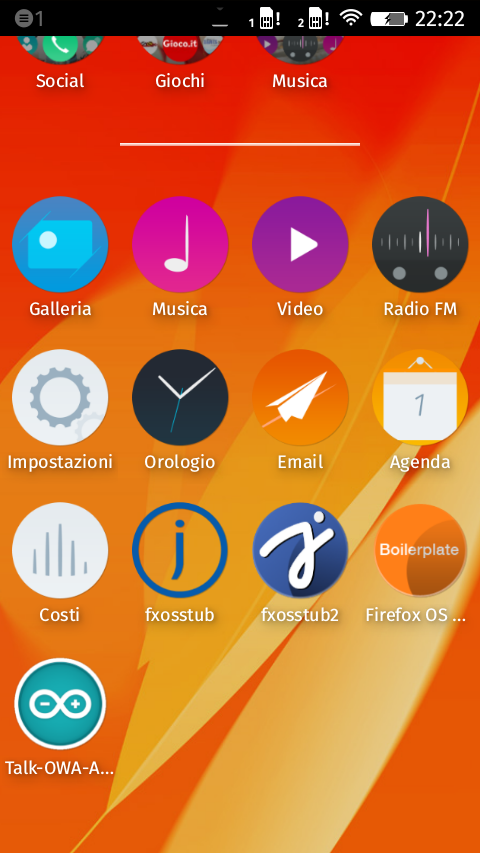 1 1 ! 2 ! 22:22
Gioco.it
Social Giochi Musica
Galleria Musica Video Radio FM
1
Impostazioni Orologio Email Agenda
j Boilerplate
Costi fxosstub fxosstub2 Firefox OS ...
Talk-OWA-A...